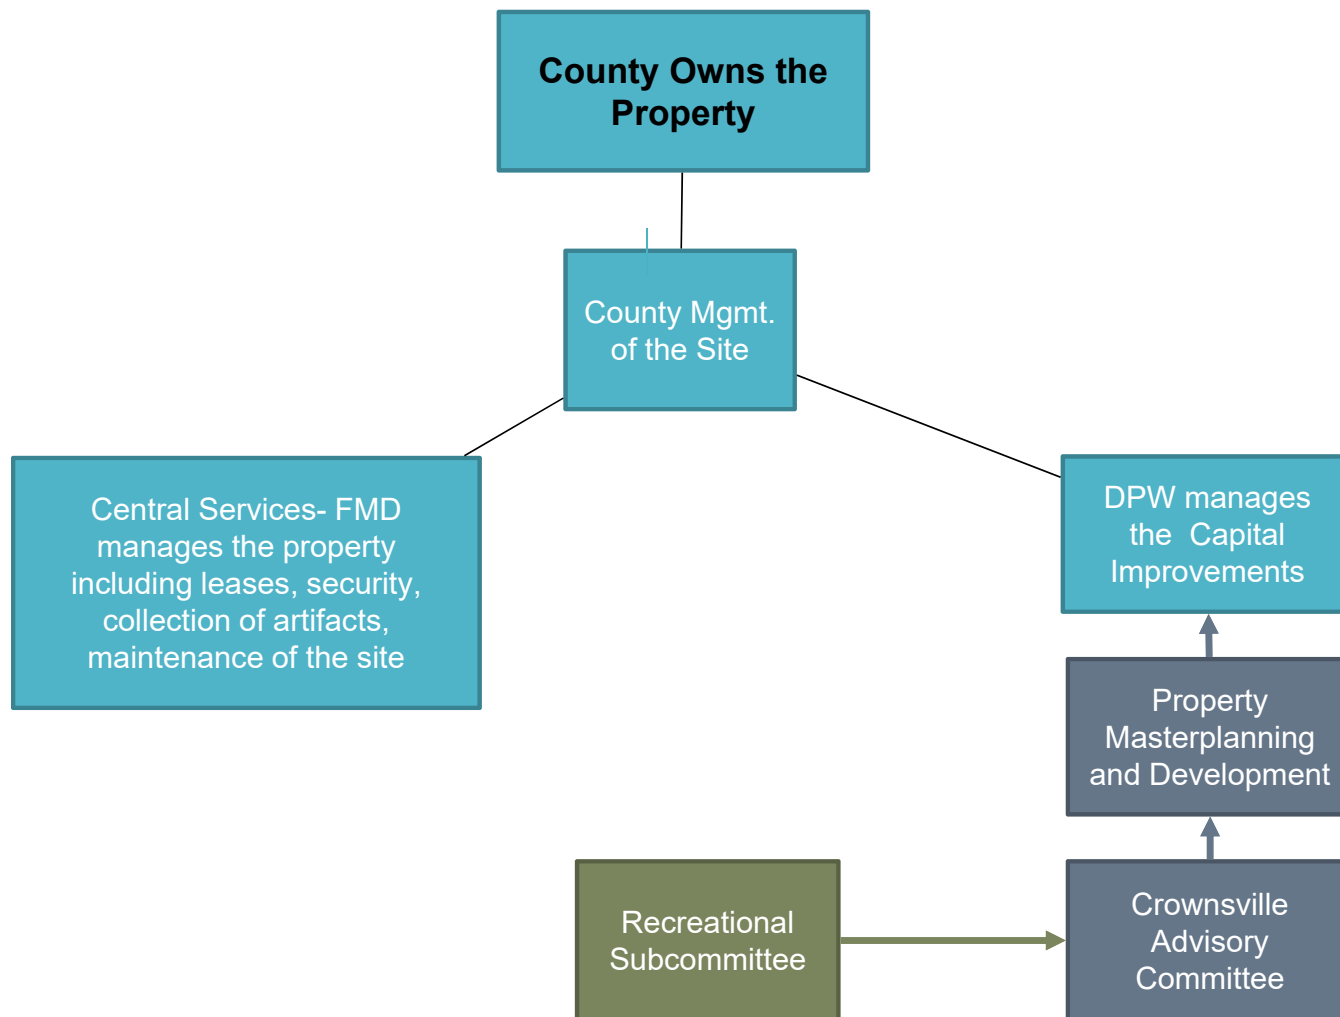 County Owns the
Property
County Mgmt.
of the Site
Central Services- FMD
manages the property
including leases, security,
collection of artifacts,
maintenance of the site
DPW manages
the  Capital
Improvements
Property
Masterplanning
and Development
Recreational
Subcommittee
Crownsville
Advisory
Committee